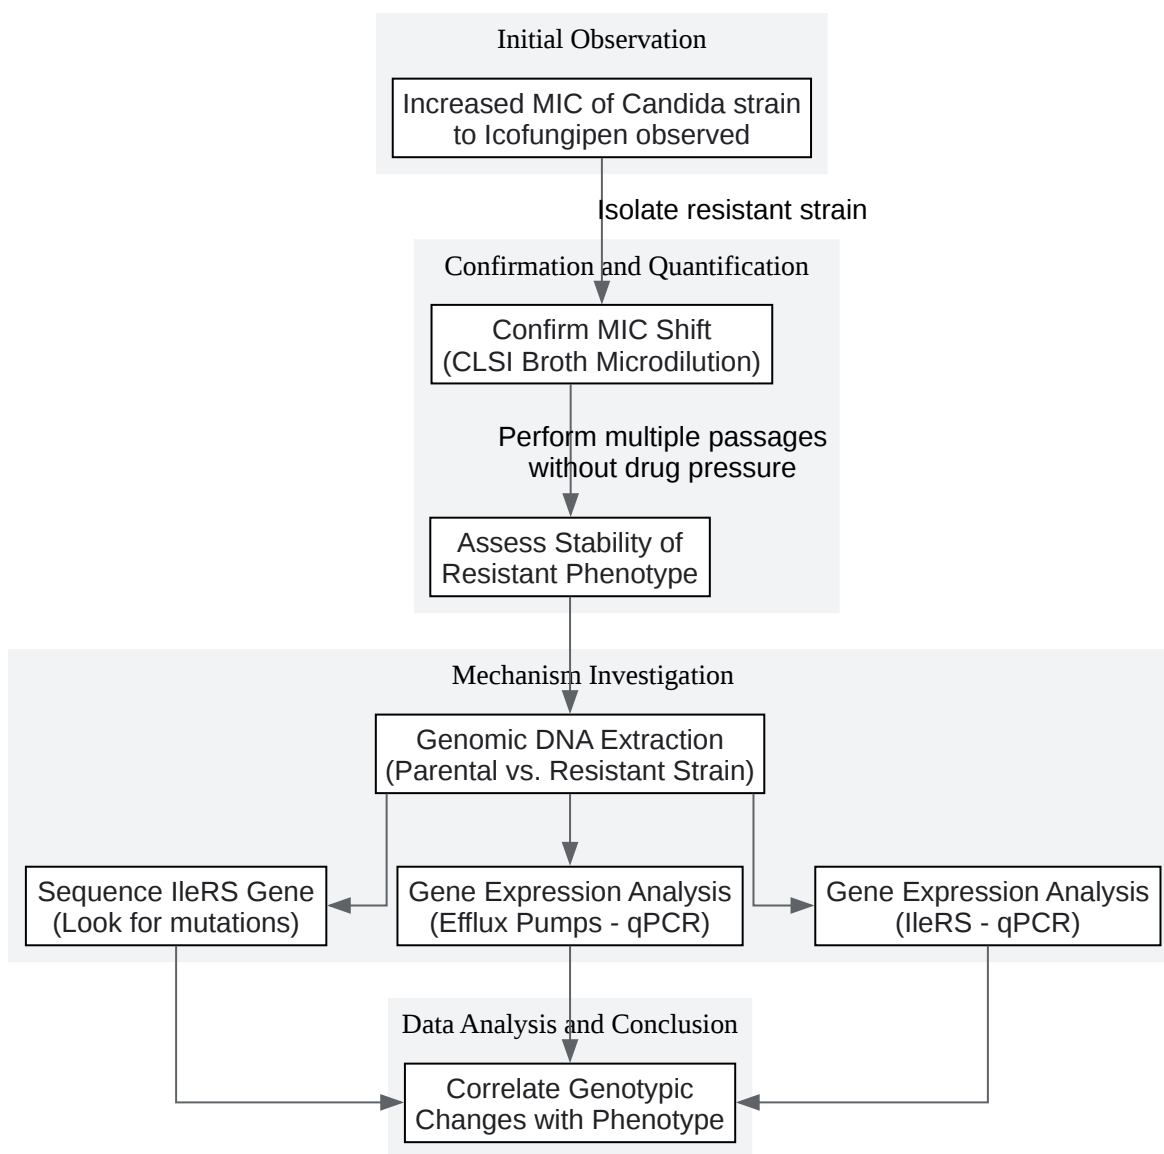 Initial Observation
Increased MIC of Candida strain
to Icofungipen observed
Isolate resistant strain
Confirmation and Quantification
Confirm MIC Shift
(CLSI Broth Microdilution)
Perform multiple passages
without drug pressure
Assess Stability of
Resistant Phenotype
Mechanism Investigation
Genomic DNA Extraction
(Parental vs. Resistant Strain)
Sequence IleRS Gene
(Look for mutations)
Gene Expression Analysis
(Efflux Pumps - qPCR)
Gene Expression Analysis
(IleRS - qPCR)
Data Analysis and Conclusion
Correlate Genotypic
Changes with Phenotype